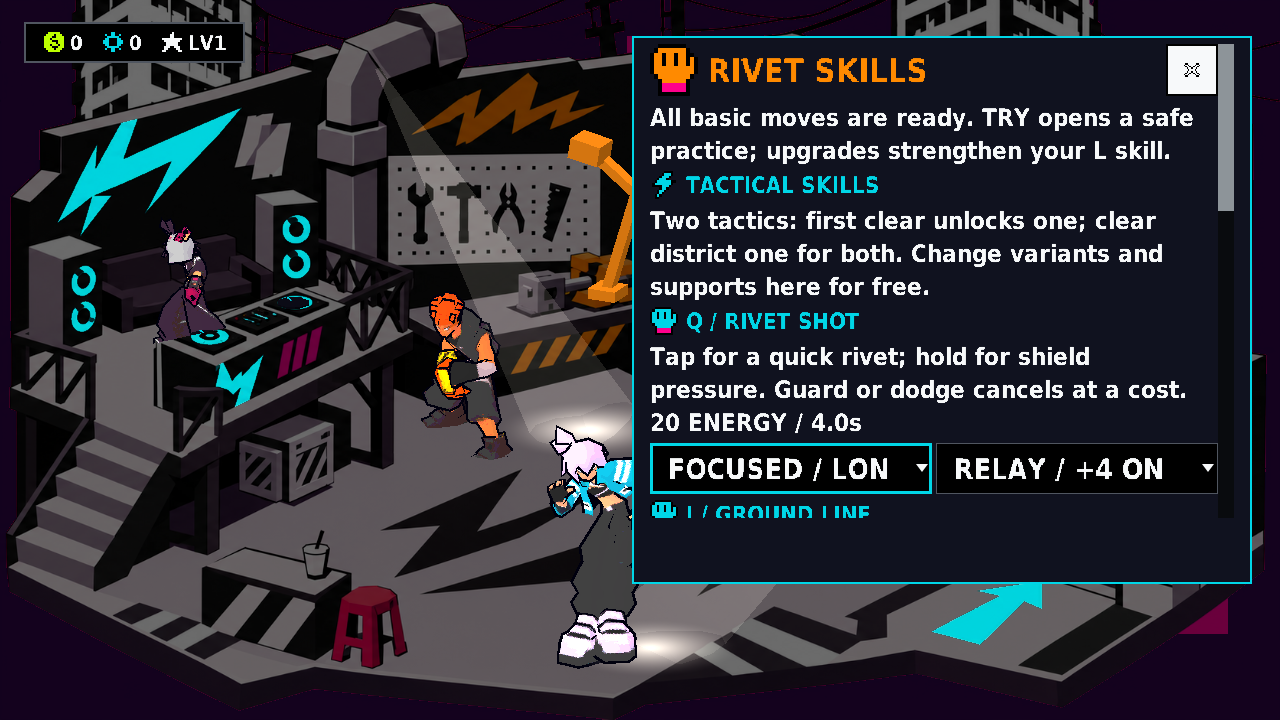 0 0 LV1
RIVET SKILLS
All basic moves are ready. TRY opens a safe
practice; upgrades strengthen your L skill.
TACTICAL SKILLS
Two tactics: first clear unlocks one; clear
district one for both. Change variants and
supports here for free.
Q / RIVET SHOT
Tap for a quick rivet; hold for shield
pressure. Guard or dodge cancels at a cost.
20 ENERGY / 4.0s
FOCUSED / LON
RELAY / +4 ON
L / GROUND LINE